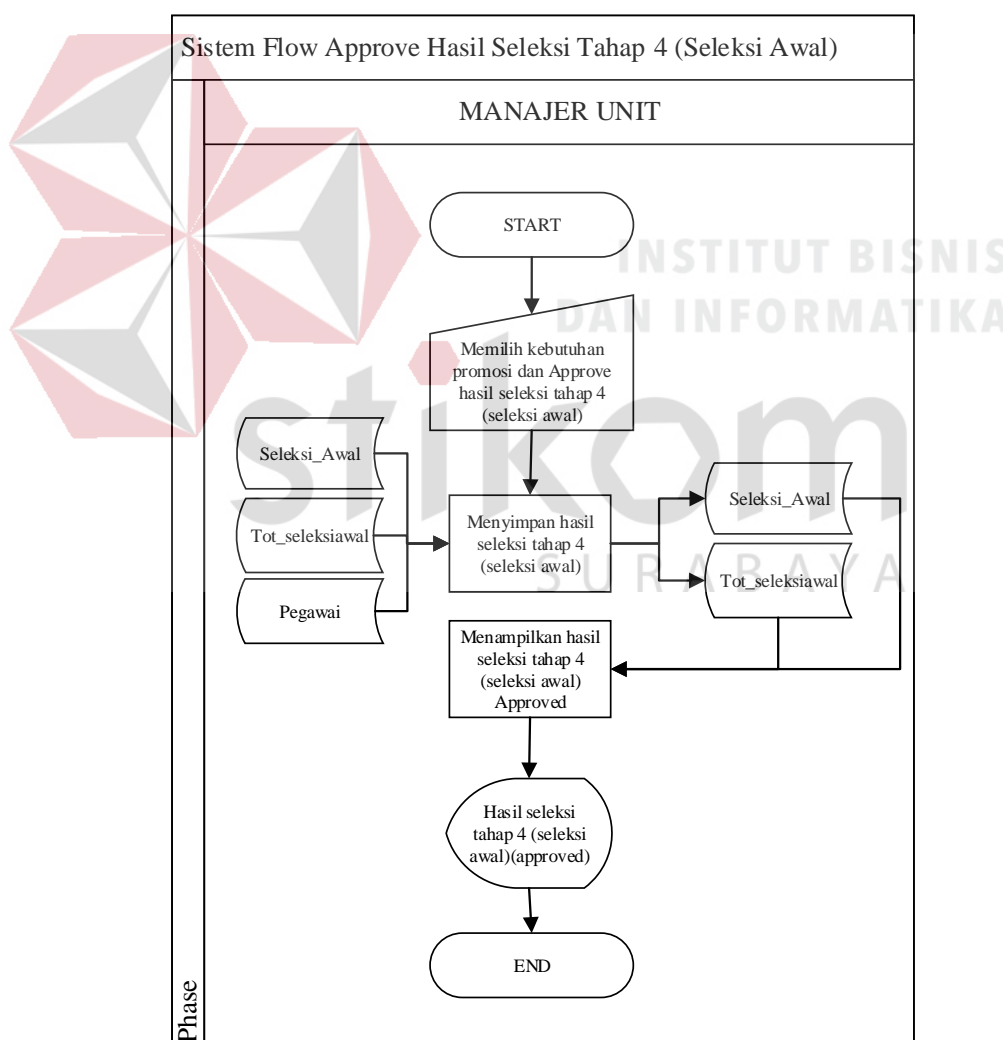 Sistem Flow Approve Hasil Seleksi Tahap 4 (Seleksi Awal)
MANAJER UNIT
START
INSTITUT BISNIS
DAN INFORMATIKA
Memilih kebutuhan
promosi dan Approve
hasil seleksi tahap 4
(seleksi awal)
stikom
SURABAYA
Seleksi_Awal
Tot_seleksiawal
Pegawai
Menyimpan hasil
seleksi tahap 4
(seleksi awal)
Seleksi_Awal
Tot_seleksiawal
Menampilkan hasil
seleksi tahap 4
(seleksi awal)
Approved
Hasil seleksi
tahap 4 (seleksi
awal)(approved)
END
Phase